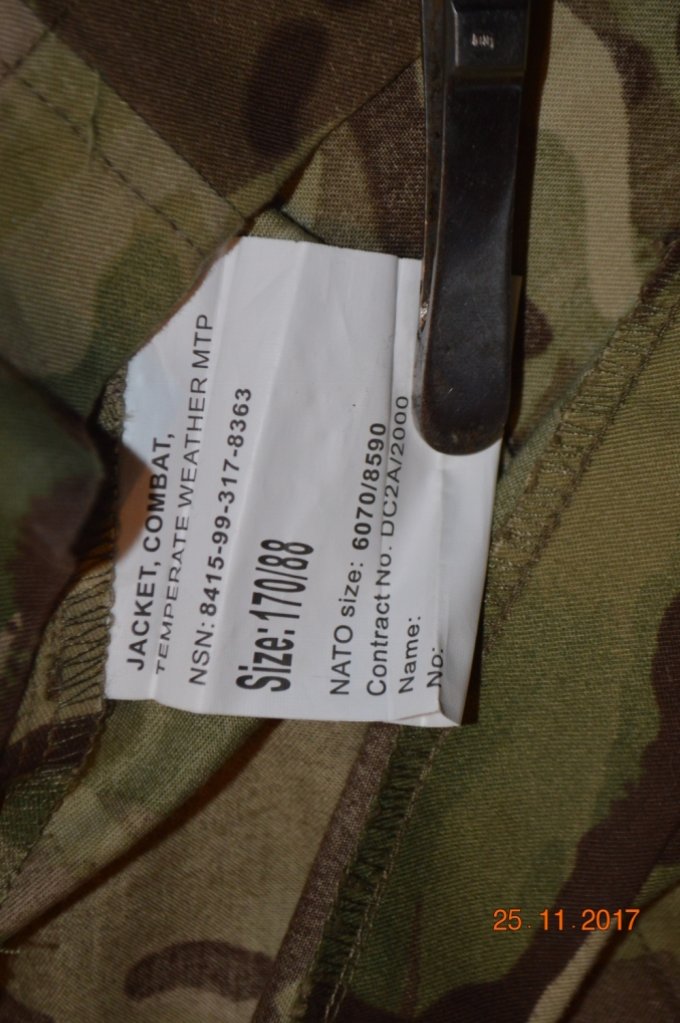 JACKET, COMBAT,
TEMPERATE WEATHER MTP
NSN: 8415-99-317-8363
Size: 170/88
NATO size: 6070/8590
Contract No. DC2A/2000
Name:
No:
25.11.2017